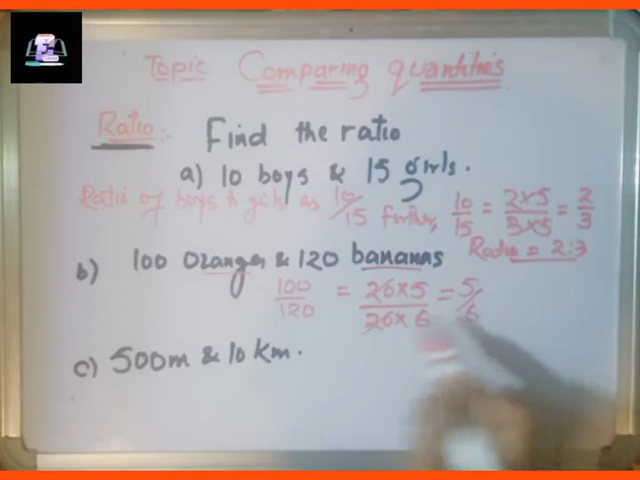 Topic Comparing quantities
Ratio:- Find the ratio
a) 10 boys & 15 girls.
Ratio of boys to girls as 10/15 further, 10/15 = 2×5/3×5 = 2/3
Ratio = 2:3
b) 100 Oranges & 120 bananas
100/120 = 20×5/20×6 = 5/6
c) 500m & 10 km.